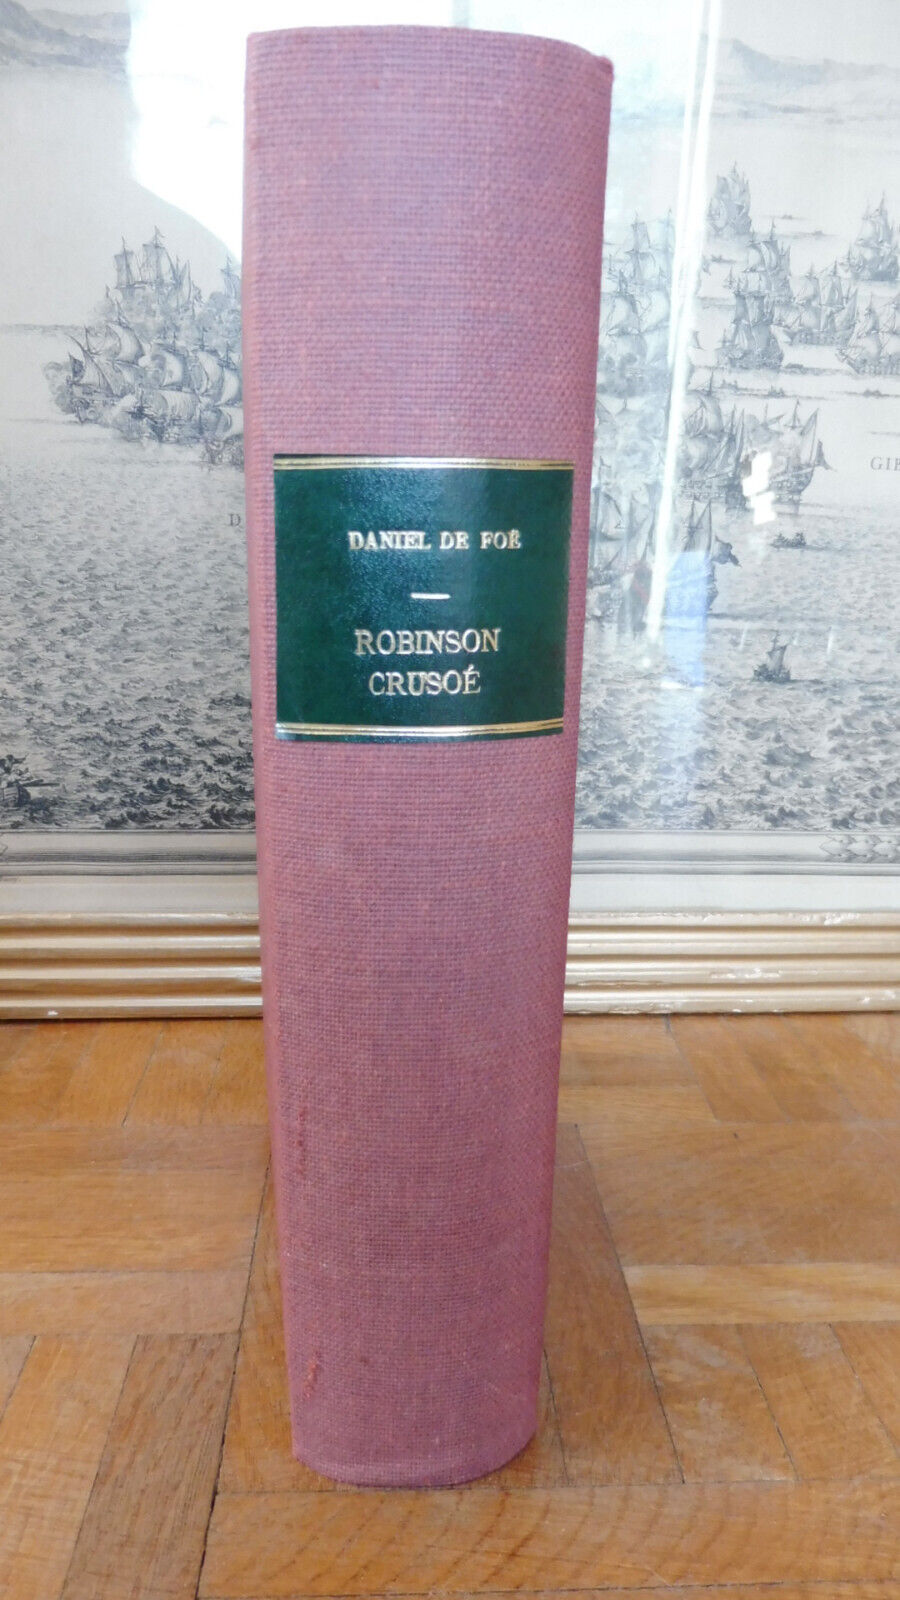 DANIEL DE FOË
ROBINSON
CRUSOÉ
D